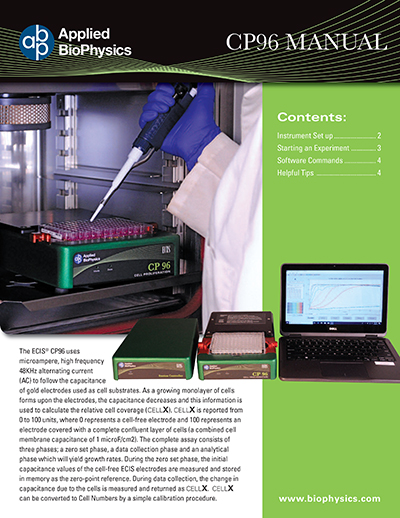 abp
Applied
BioPhysics
CP96 MANUAL
Contents:
Instrument Set up ..................... 2
Starting an Experiment ............. 3
Software Commands ................ 4
Helpful Tips ............................... 4
Applied
BioPhysics
ECIS
CP 96
CELL PROLIFERATION
CP 96
DELL
The ECIS® CP96 uses
microampere, high frequency
48KHz alternating current
(AC) to follow the capacitance
of gold electrodes used as cell substrates. As a growing monolayer of cells
forms upon the electrodes, the capacitance decreases and this information is
used to calculate the relative cell coverage (CELLX). CELLX is reported from
0 to 100 units, where 0 represents a cell-free electrode and 100 represents an
electrode covered with a complete confluent layer of cells (a combined cell
membrane capacitance of 1 microF/cm2). The complete assay consists of
three phases; a zero set phase, a data collection phase and an analytical
phase which will yield growth rates. During the zero set phase, the initial
capacitance values of the cell-free ECIS electrodes are measured and stored
in memory as the zero-point reference. During data collection, the change in
capacitance due to the cells is measured and returned as CELLX. CELLX
can be converted to Cell Numbers by a simple calibration procedure.
www.biophysics.com